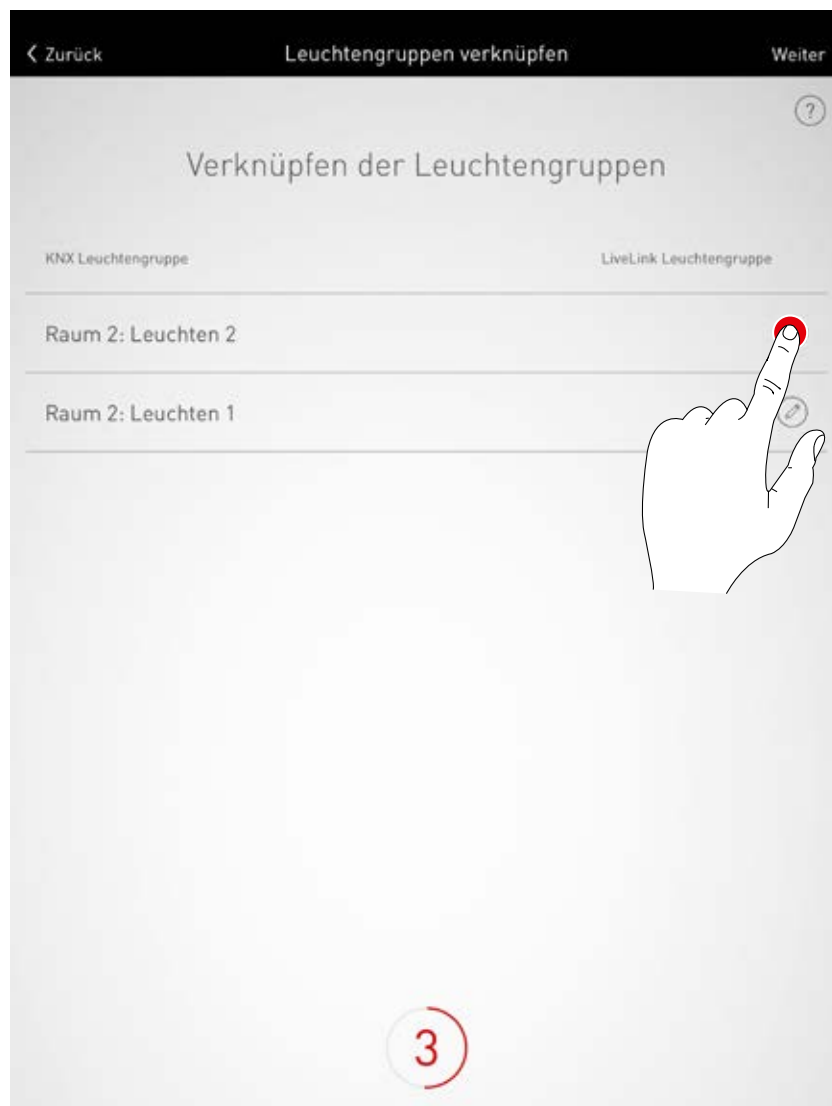 Zurück Leuchtengruppen verknüpfen Weiter
?
Verknüpfen der Leuchtengruppen
KNX Leuchtengruppe LiveLink Leuchtengruppe
Raum 2: Leuchten 2
Raum 2: Leuchten 1
3